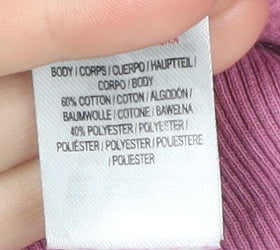 BODY / CORPS / CUERPO / HAUPTTEIL /
CORPO / BODY
60% COTTON / COTON / ALGODÓN /
BAUMWOLLE / COTONE / BAWEŁNA
40% POLYESTER / POLYESTER /
POLIÉSTER / POLYESTER / POLIESTERE
/ POLIESTER